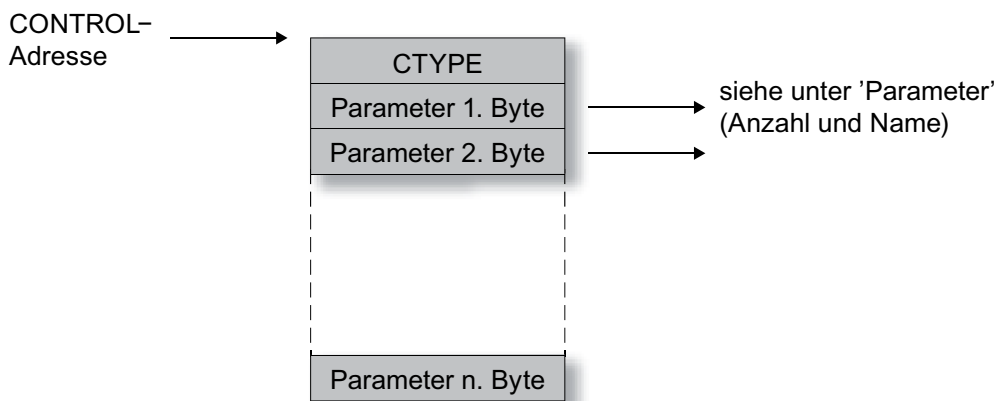 CONTROL–
Adresse
CTYPE
Parameter 1. Byte
Parameter 2. Byte
siehe unter ’Parameter’
(Anzahl und Name)
Parameter n. Byte